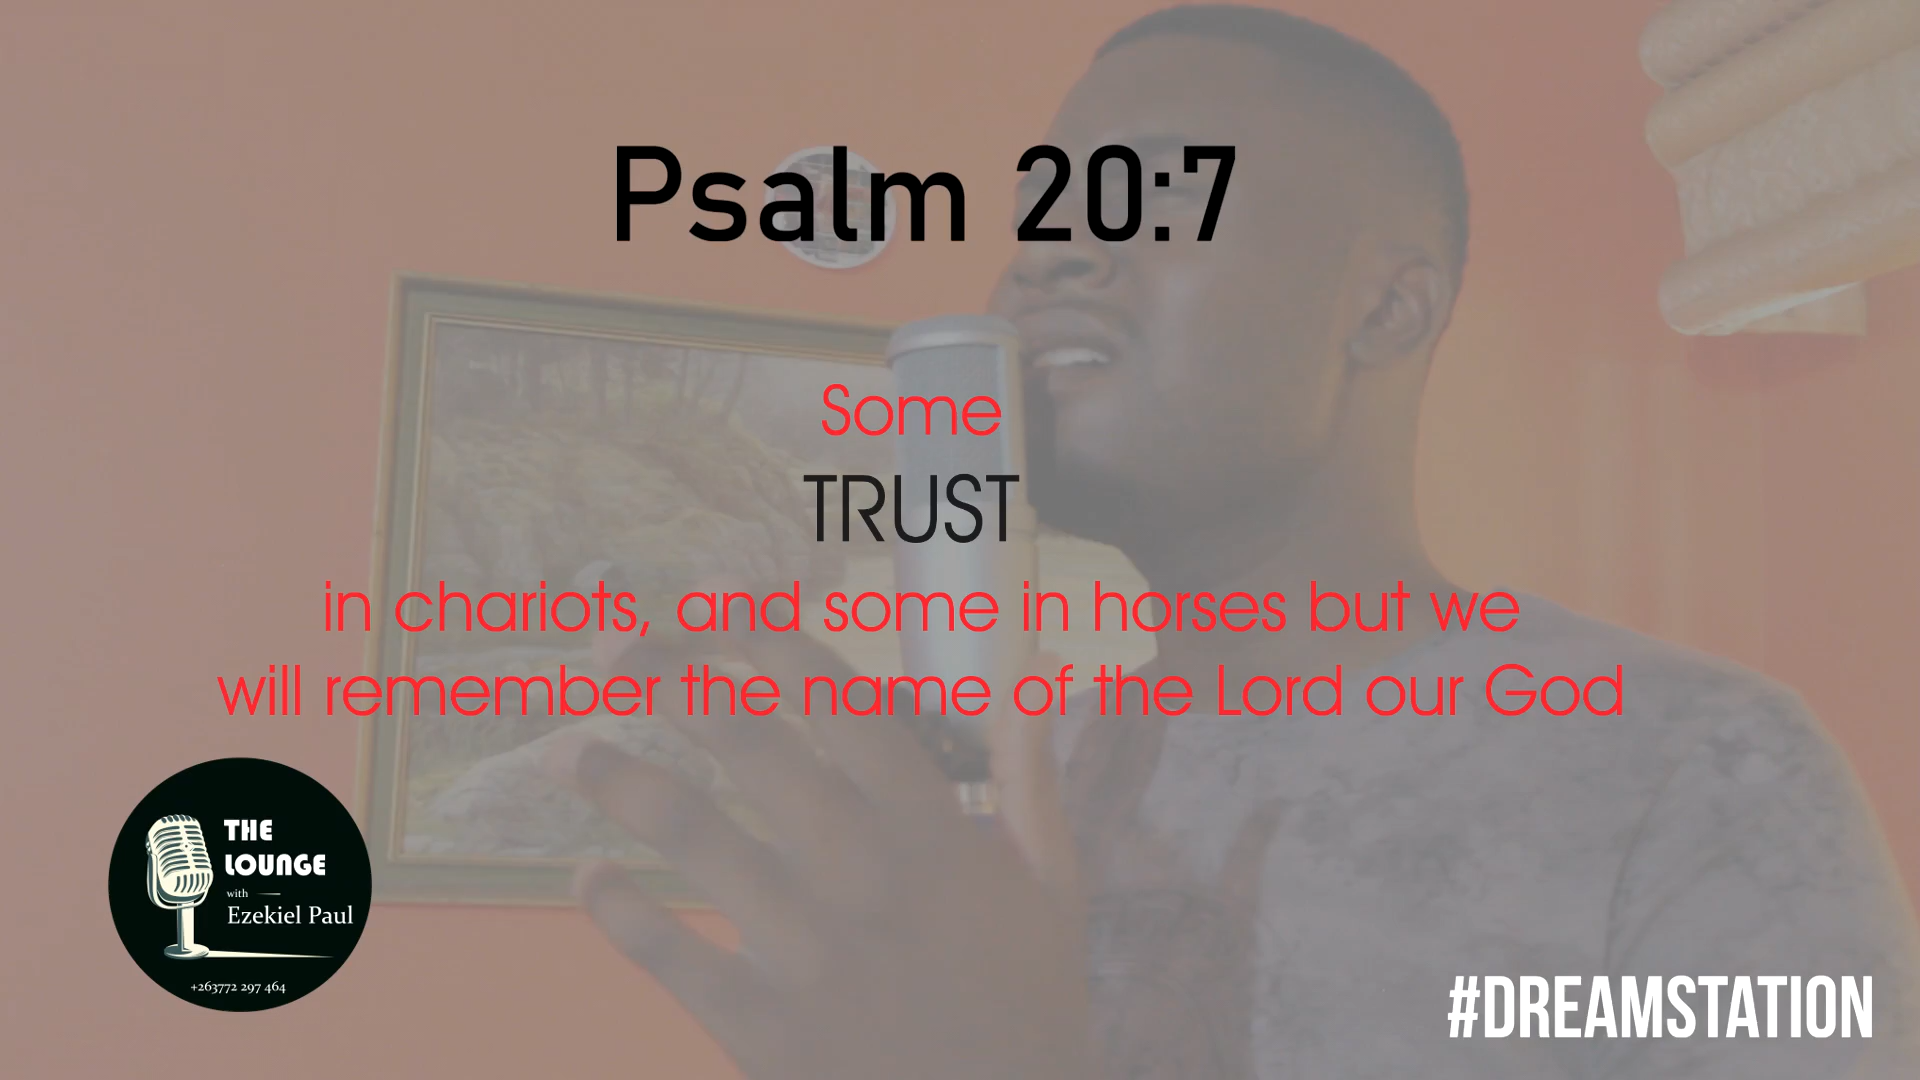 Psalm 20:7
Some
TRUST
in chariots, and some in horses but we
will remember the name of the Lord our God
THE
LOUNGE
with
Ezekiel Paul
+263772 297 464
#DREAMSTATION